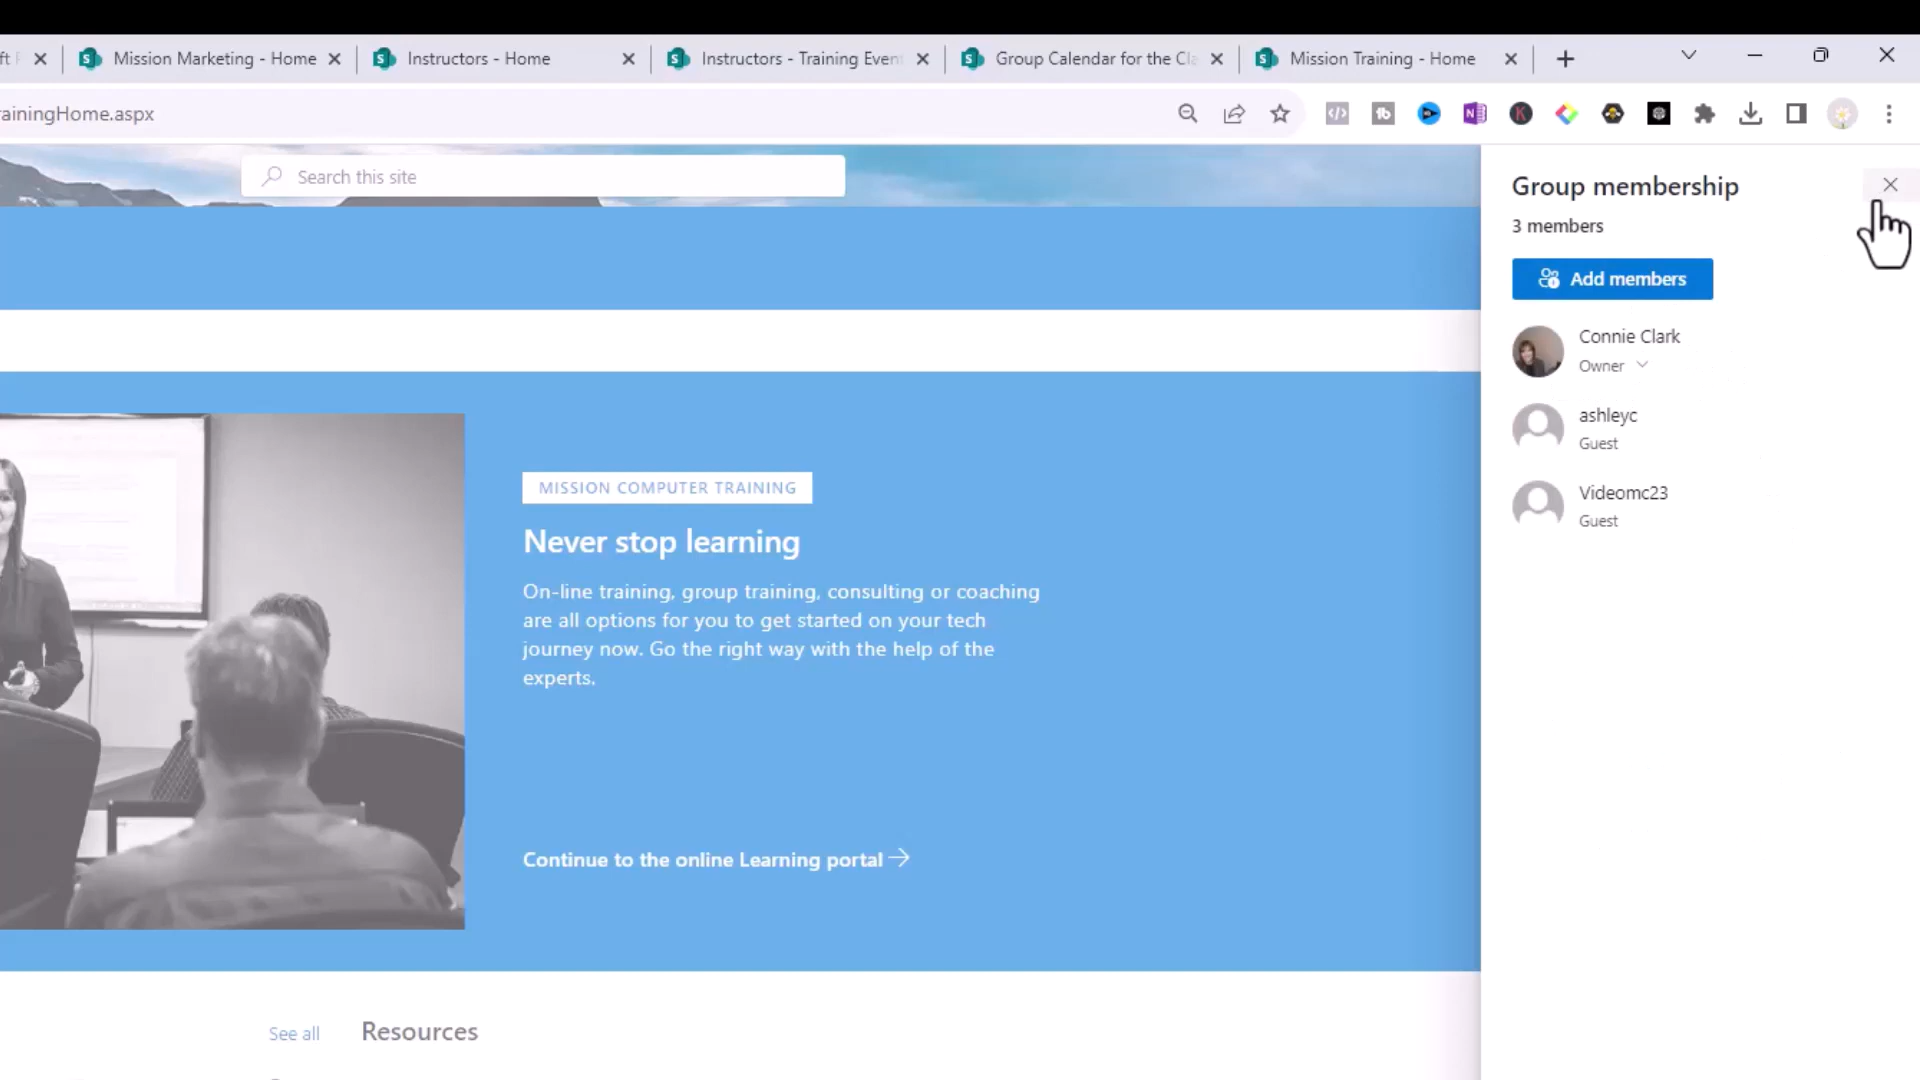 Mission Marketing - Home
Instructors - Home
Instructors - Training Even
Group Calendar for the Cla
Mission Training - Home
rainingHome.aspx
Search this site
Group membership
3 members
Add members
Connie Clark
Owner
ashleyc
Guest
Videomc23
Guest
MISSION COMPUTER TRAINING
Never stop learning
On-line training, group training, consulting or coaching
are all options for you to get started on your tech
journey now. Go the right way with the help of the
experts.
Continue to the online Learning portal
See all
Resources